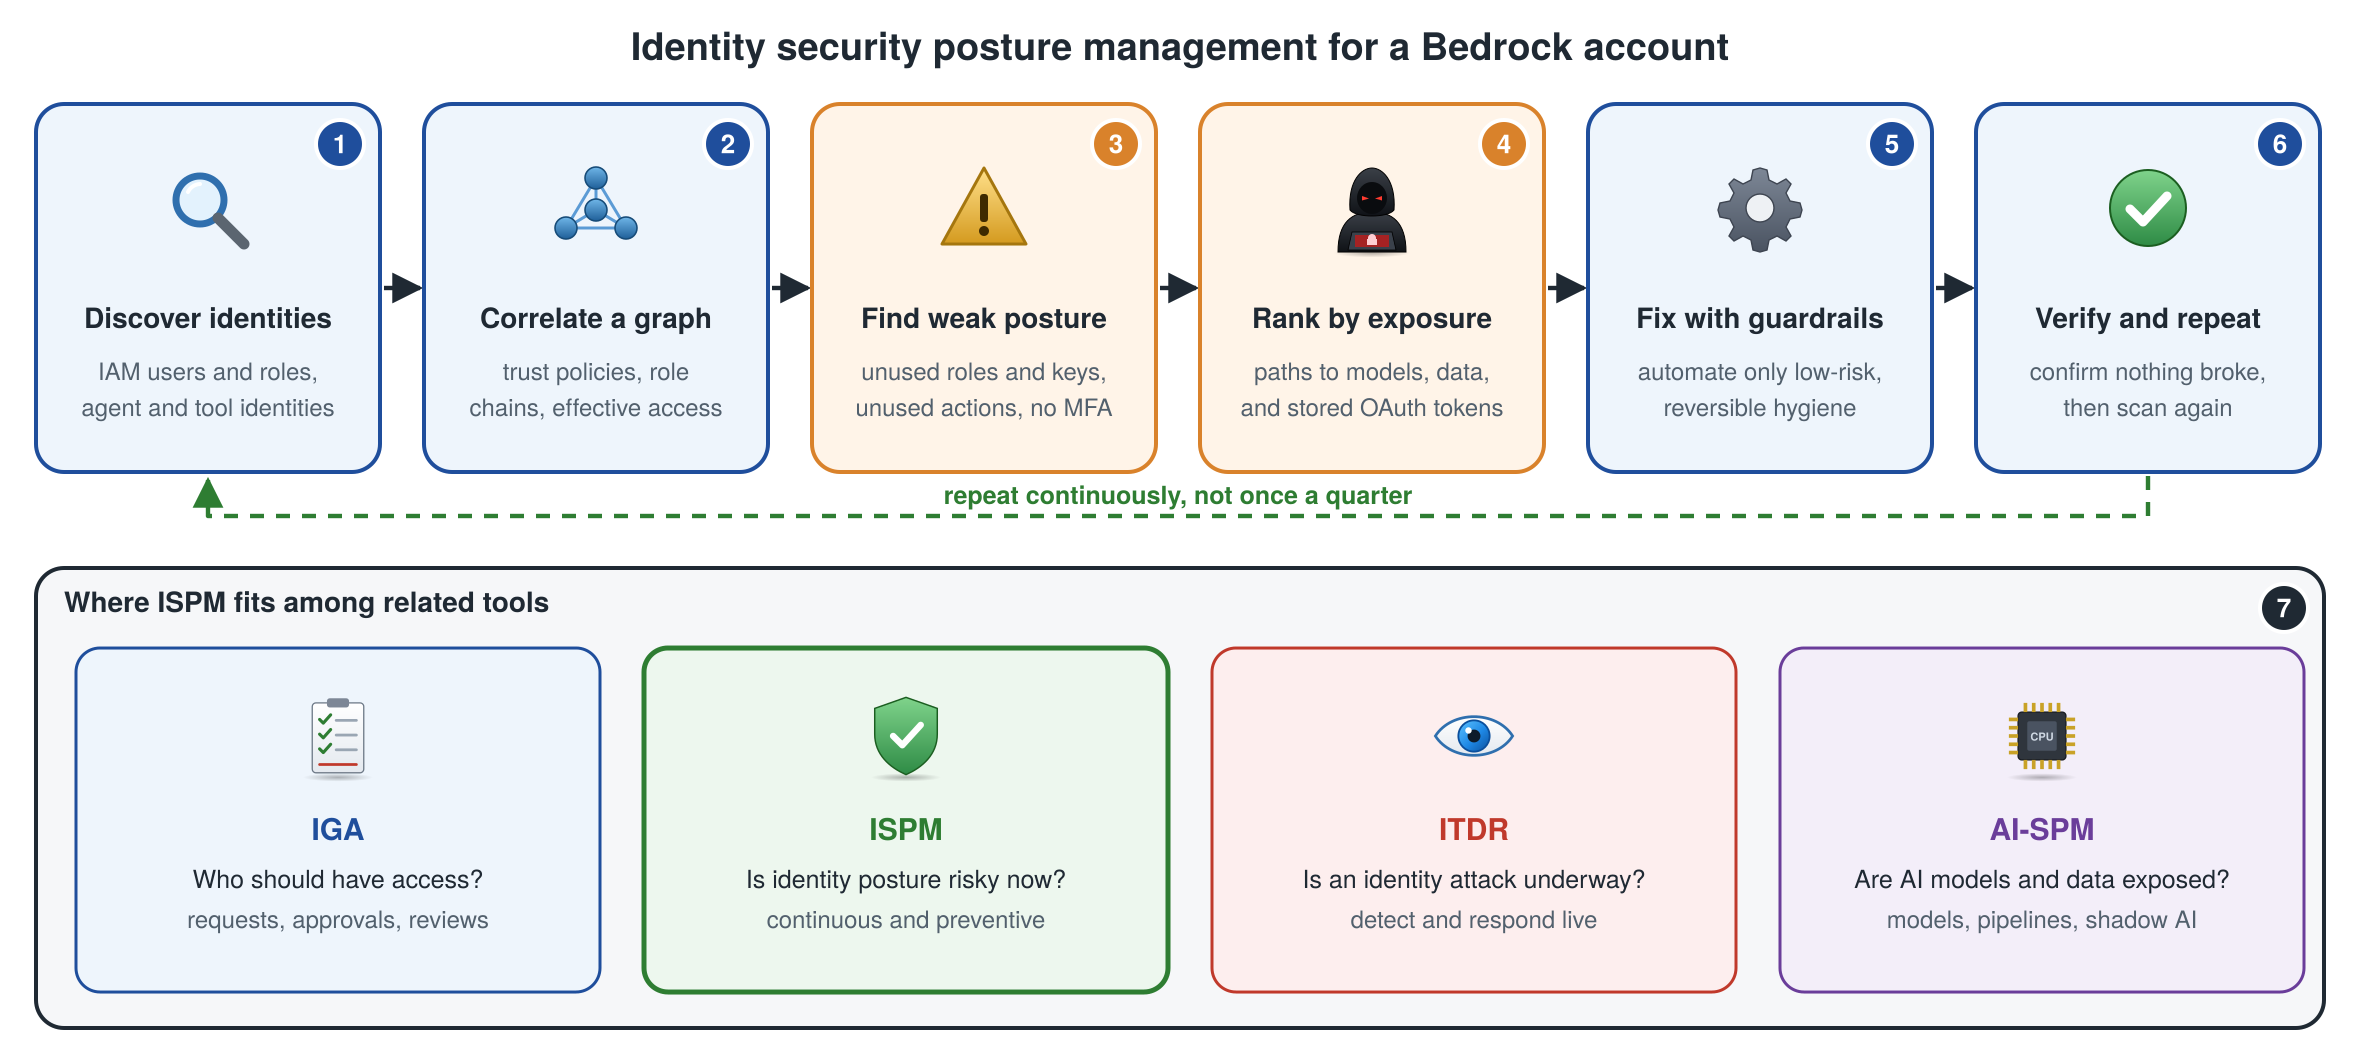 Identity security posture management for a Bedrock account
1
Discover identities
IAM users and roles,
agent and tool identities
2
Correlate a graph
trust policies, role
chains, effective access
3
Find weak posture
unused roles and keys,
unused actions, no MFA
4
Rank by exposure
paths to models, data,
and stored OAuth tokens
5
Fix with guardrails
automate only low-risk,
reversible hygiene
6
Verify and repeat
confirm nothing broke,
then scan again
repeat continuously, not once a quarter
Where ISPM fits among related tools
7
IGA
Who should have access?
requests, approvals, reviews
ISPM
Is identity posture risky now?
continuous and preventive
ITDR
Is an identity attack underway?
detect and respond live
CPU
AI-SPM
Are AI models and data exposed?
models, pipelines, shadow AI